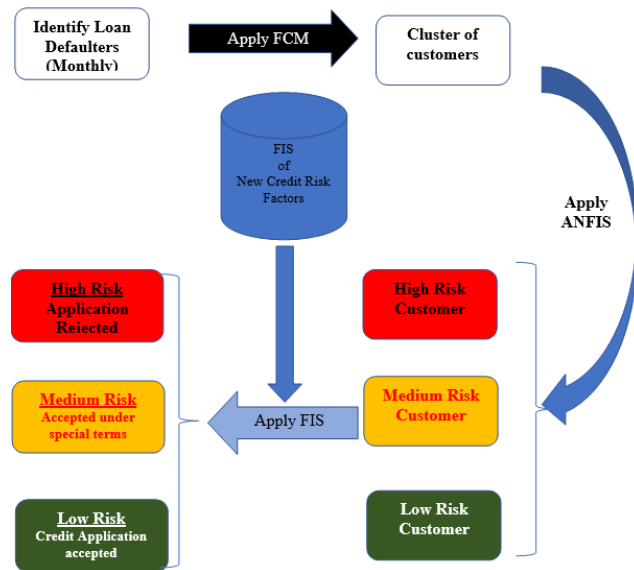 Identify Loan
Defaulters
(Monthly)
Apply FCM
Cluster of
customers
FIS
of
New Credit Risk
Factors
Apply
ANFIS
High Risk
Application
Rejected
High Risk
Customer
Medium Risk
Accepted under
special terms
Apply FIS
Medium Risk
Customer
Low Risk
Credit Application
accepted
Low Risk
Customer